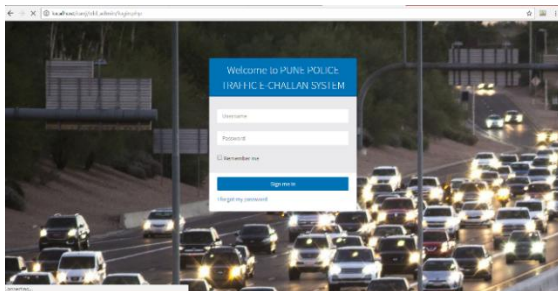 Welcome to PUNE POLICE
TRAFFIC E-CHALLAN SYSTEM
Username
Password
Remember me
Sign me in
I forgot my password